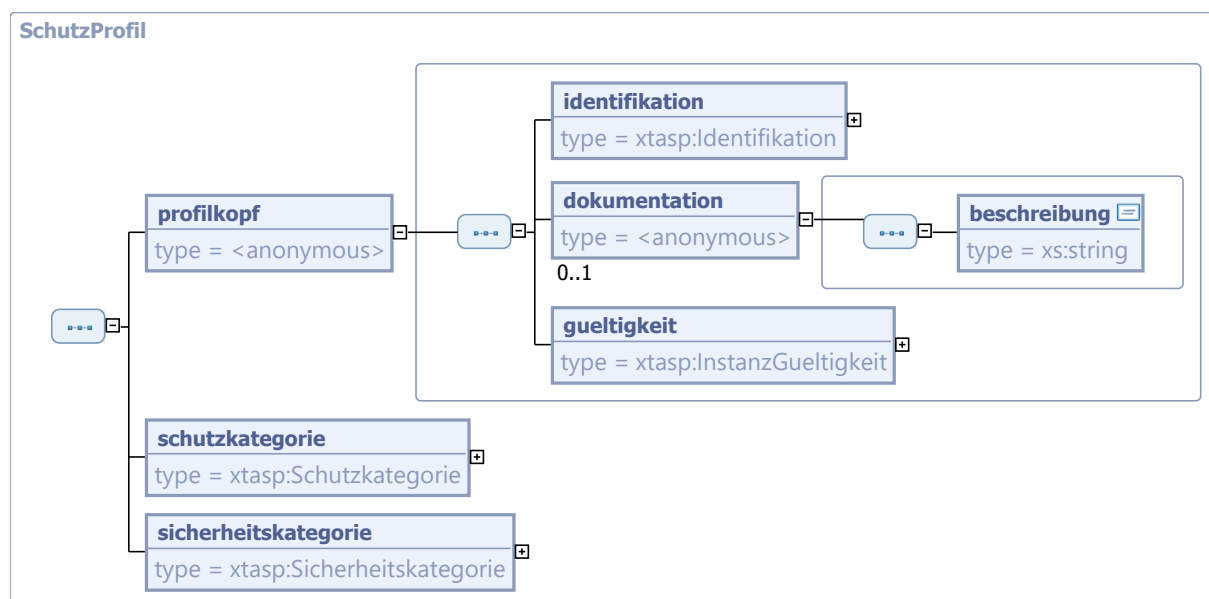 SchutzProfil
identifikation
type = xtasp:Identifikation
dokumentation
type = <anonymous>
0..1
beschreibung
type = xs:string
profilkopf
type = <anonymous>
gueltigkeit
type = xtasp:InstanzGueltigkeit
schutzkategorie
type = xtasp:Schutzkategorie
sicherheitskategorie
type = xtasp:Sicherheitskategorie